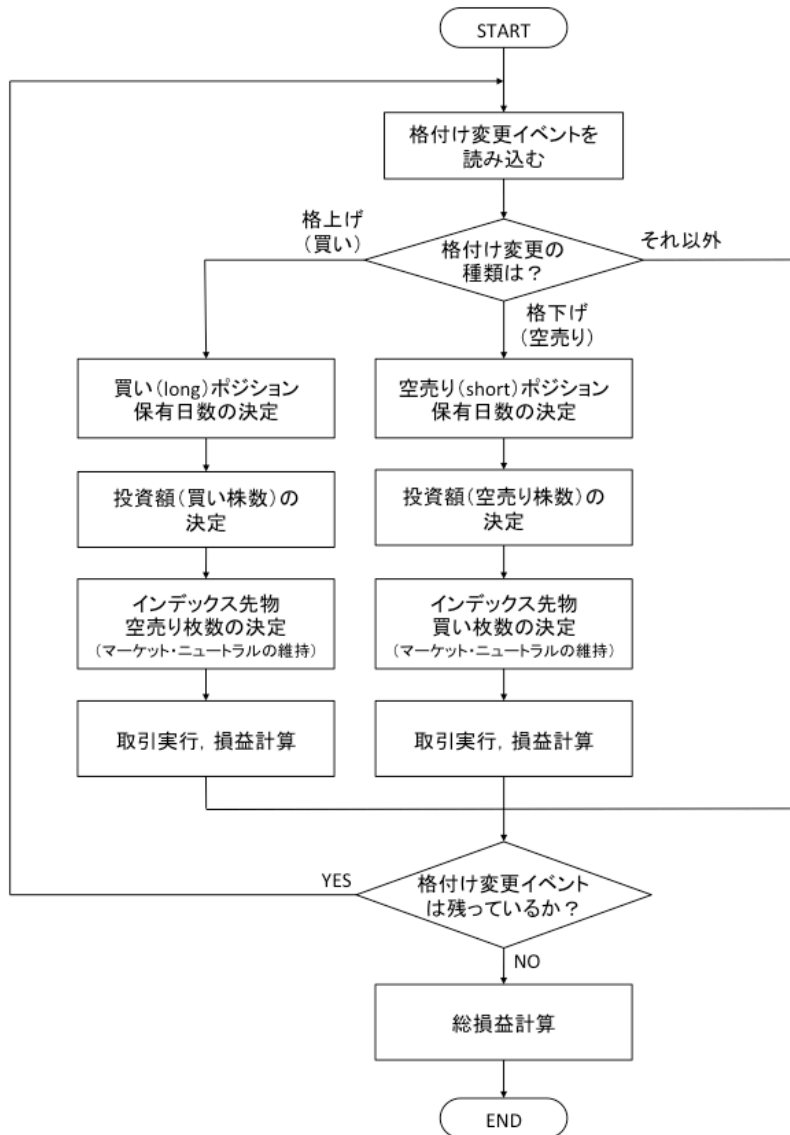 START
格付け変更イベントを
読み込む
格上げ
(買い)
格付け変更の
種類は？
それ以外
格下げ
(空売り)
買い(long)ポジション
保有日数の決定
空売り(short)ポジション
保有日数の決定
投資額(買い株数)の
決定
投資額(空売り株数)の
決定
インデックス先物
空売り枚数の決定
(マーケット・ニュートラルの維持)
インデックス先物
買い枚数の決定
(マーケット・ニュートラルの維持)
取引実行，損益計算
取引実行，損益計算
YES
格付け変更イベント
は残っているか？
NO
総損益計算
END